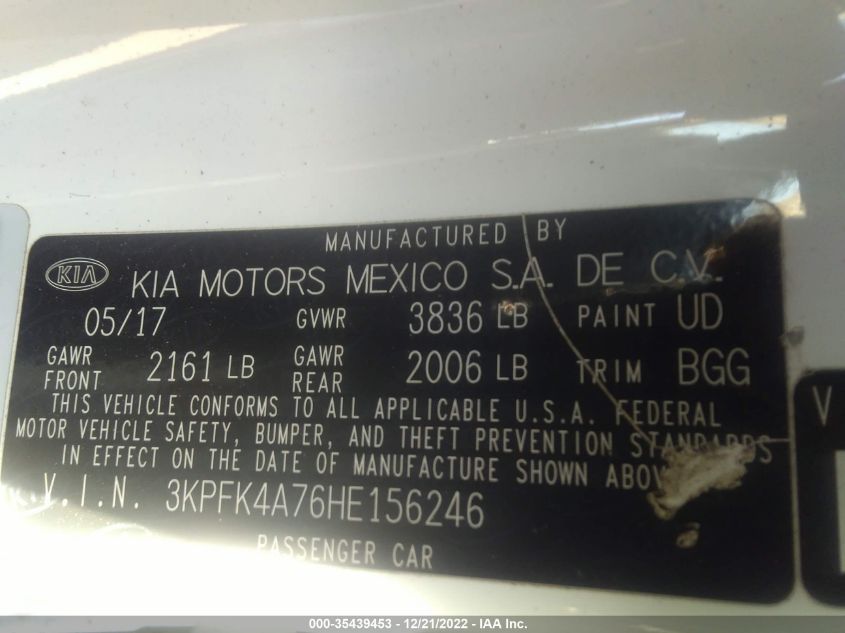 MANUFACTURED BY
KIA KIA MOTORS MEXICO S.A. DE C.V.
05/17 GVWR 3836 LB PAINT UD
GAWR FRONT 2161 LB GAWR REAR 2006 LB TRIM BGG
THIS VEHICLE CONFORMS TO ALL APPLICABLE U.S.A. FEDERAL
MOTOR VEHICLE SAFETY, BUMPER, AND THEFT PREVENTION STANDARDS
IN EFFECT ON THE DATE OF MANUFACTURE SHOWN ABOV
V.I.N. 3KPFK4A76HE156246
PASSENGER CAR
V
000-35439453 - 12/21/2022 - IAA Inc.